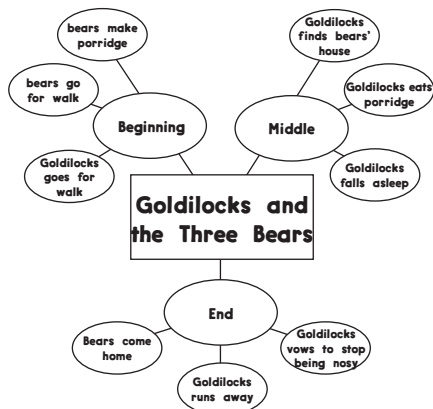 bears make
porridge
bears go
for walk
Goldilocks
goes for
walk
Beginning
Goldilocks
finds bears'
house
Goldilocks eats
porridge
Goldilocks
falls asleep
Middle
Goldilocks and
the Three Bears
End
Bears come
home
Goldilocks
runs away
Goldilocks
vows to stop
being nosy